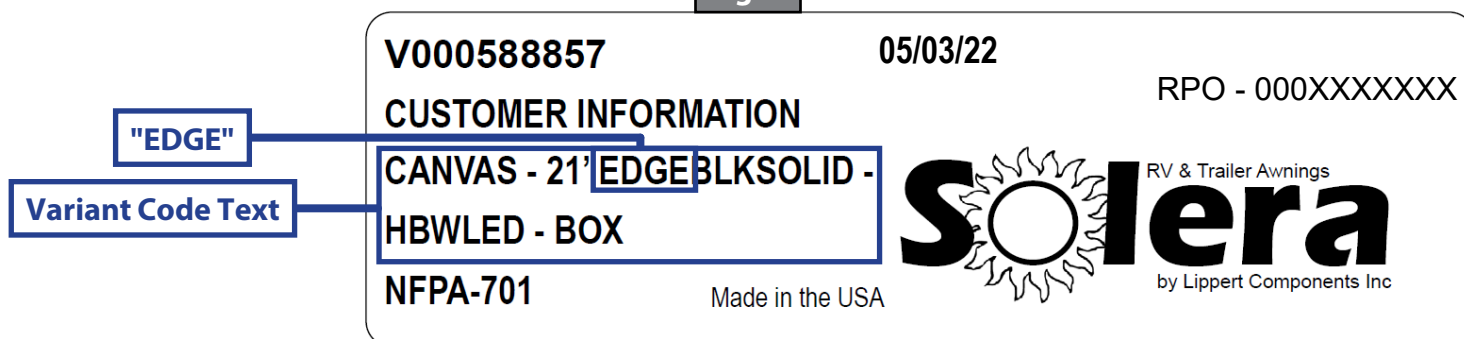 V000588857 05/03/22
RPO - 000XXXXXXX
CUSTOMER INFORMATION
"EDGE"
CANVAS - 21' EDGEBLKSOLID -
Variant Code Text
HBWLED - BOX
NFPA-701
Made in the USA
RV & Trailer Awnings
Solera
by Lippert Components Inc